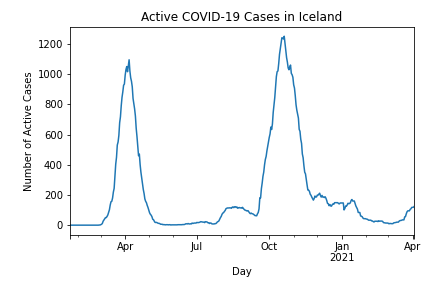 Active COVID-19 Cases in Iceland
1200
1000
800
600
400
200
0
Number of Active Cases
Apr Jul Oct Jan Apr
2021
Day